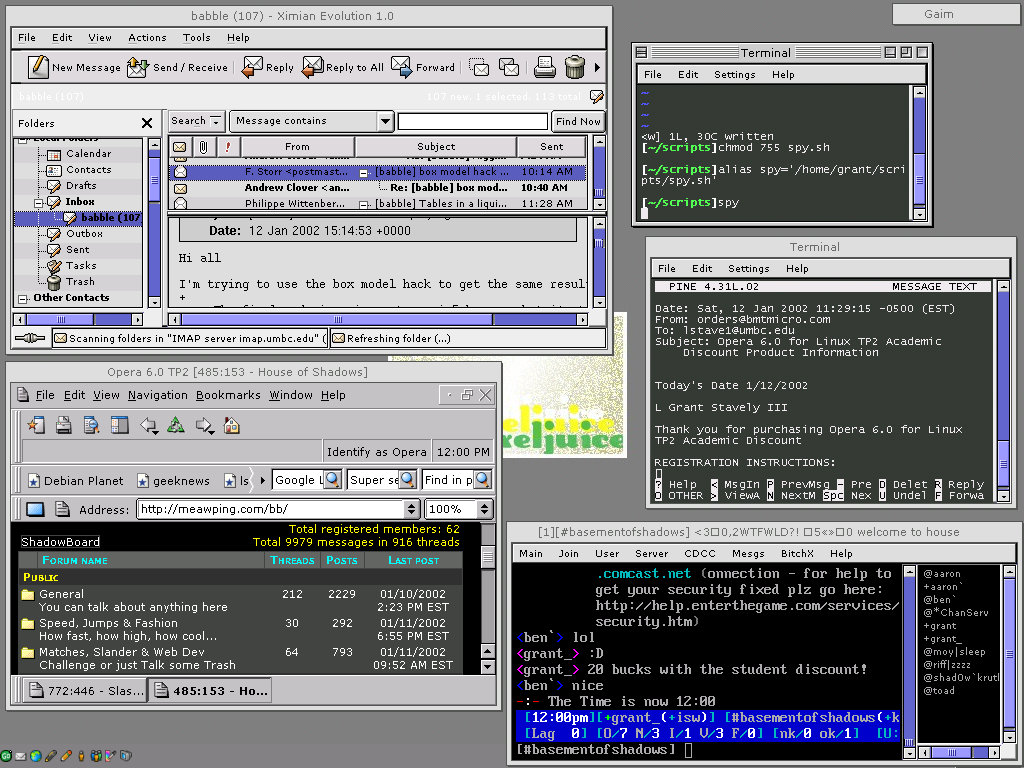 babble (107) - Ximian Evolution 1.0
File Edit View Actions Tools Help
New Message Send / Receive Reply Reply to All Forward
babble (107) 107 new. 1 selected. 113 total
Folders
Search Message contains Find Now
! From Subject Sent
Calendar
Contacts
Drafts
Inbox
babble (107
Outbox
Sent
Tasks
Trash
Other Contacts
F. Storr <postmast... [babble] box model hack ... 10:14 AM
Andrew Clover <an... Re: [babble] box mod... 10:40 AM
Philippe Wittenber... [babble] Tables in a liqui... 11:28 AM
Date: 12 Jan 2002 15:14:53 +0000
Hi all
I'm trying to use the box model hack to get the same resul
+
Scanning folders in "IMAP server imap.umbc.edu" ( Refreshing folder (...)
Gaim
Terminal
File Edit Settings Help
~
~
~
~
<w] 1L, 30C written
[~/scripts]chmod 755 spy.sh
[~/scripts]alias spy='/home/grant/scri
pts/spy.sh'
[~/scripts]spy
Terminal
File Edit Settings Help
PINE 4.31L.02 MESSAGE TEXT
Date: Sat, 12 Jan 2002 11:29:15 -0500 (EST)
From: orders@bmtmicro.com
To: lstave1@umbc.edu
Subject: Opera 6.0 for Linux TP2 Academic
Discount Product Information
Today's Date 1/12/2002
L Grant Stavely III
Thank you for purchasing Opera 6.0 for Linux
TP2 Academic Discount
REGISTRATION INSTRUCTIONS:
? Help < MsgIn P PrevMsg - Pre D Delet R Reply
O OTHER > ViewA N NextM Spc Nex U Undel F Forwa
Opera 6.0 TP2 [485:153 - House of Shadows]
File Edit View Navigation Bookmarks Window Help
Identify as Opera 12:00 PM
Debian Planet geeknews Is Google L Super se Find in p
Address: http://meawping.com/bb/ 100%
Total registered members: 62
ShadowBoard Total 9979 messages in 916 threads
Forum name Threads Posts Last post
Public
General 212 2229 01/10/2002
You can talk about anything here 2:23 PM EST
Speed, Jumps & Fashion 30 292 01/11/2002
How fast, how high, how cool... 6:55 PM EST
Matches, Slander & Web Dev 64 793 01/11/2002
Challenge or just Talk some Trash 09:52 AM EST
772:446 - Slas... 485:153 - Ho...
[1][#basementofshadows] <3□0,2WTFWLD?! □5«»□0 welcome to house
Main Join User Server CDCC Mesgs BitchX Help
.comcast.net (onnection - for help to
get your security fixed plz go here:
http://help.enterthegame.com/services/
security.htm)
<ben`> lol
<grant_> :D
<grant_> 20 bucks with the student discount!
<ben`> nice
-:- The Time is now 12:00
[12:00pm][+grant_(+isw)] [#basementofshadows(+k
[Lag 0] [O/7 N/3 I/1 V/3 F/0] [nk/0 ok/1] [U:
[#basementofshadows]
@aaron
+aaron`
@ben`
@*ChanServ
+grant
+grant_
@moy|sleep
@riff|zzzz
@shad0w`krutl
@toad